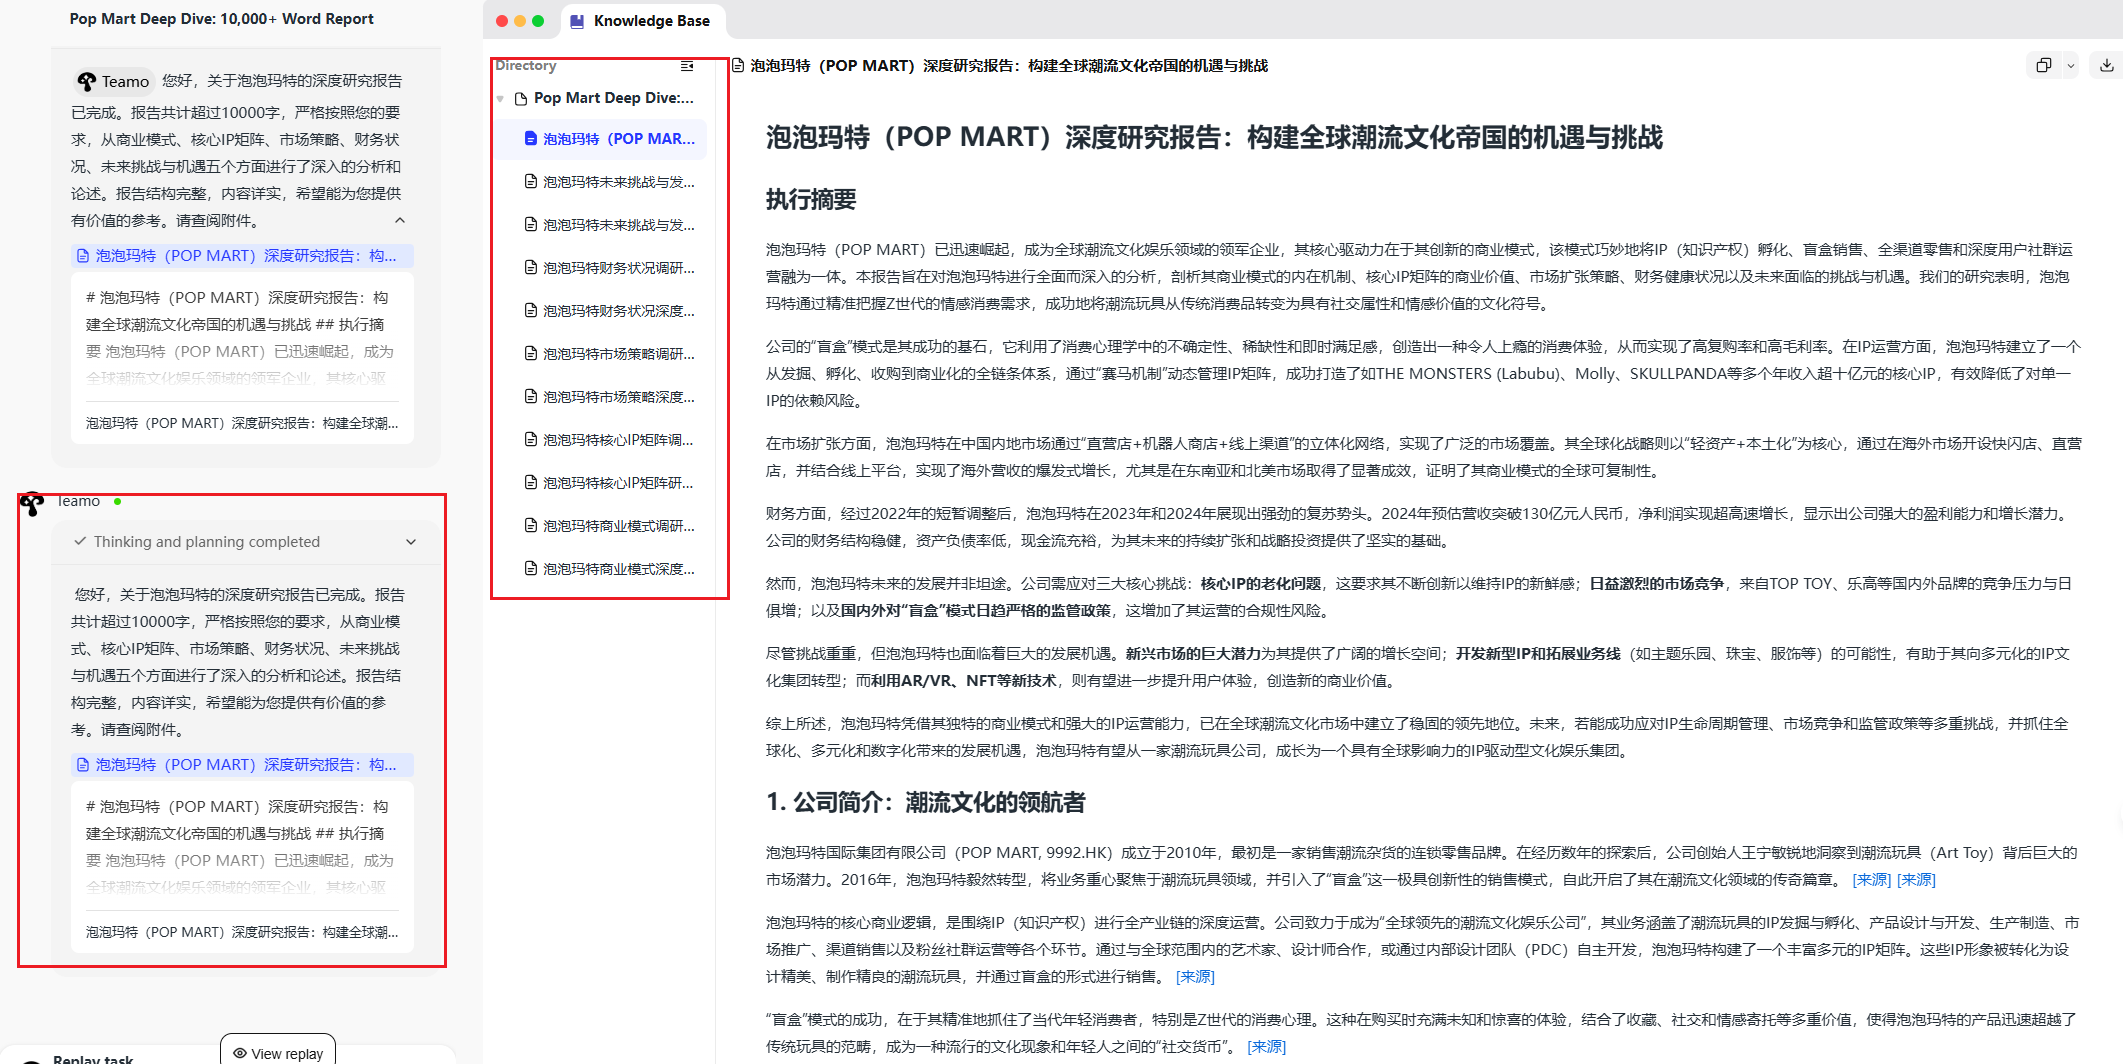 Pop Mart Deep Dive: 10,000+ Word Report
Teamo 您好，关于泡泡玛特的深度研究报告
已完成。报告共计超过10000字，严格按照您的要
求，从商业模式、核心IP矩阵、市场策略、财务状
况、未来挑战与机遇五个方面进行了深入的分析和
论述。报告结构完整，内容详实，希望能为您提供
有价值的参考。请查阅附件。
泡泡玛特（POP MART）深度研究报告：构...
# 泡泡玛特（POP MART）深度研究报告：构
建全球潮流文化帝国的机遇与挑战 ## 执行摘
要 泡泡玛特（POP MART）已迅速崛起，成为
全球潮流文化娱乐领域的领军企业，其核心驱
泡泡玛特（POP MART）深度研究报告：构建全球潮...
Teamo
Thinking and planning completed
您好，关于泡泡玛特的深度研究报告已完成。报告
共计超过10000字，严格按照您的要求，从商业模
式、核心IP矩阵、市场策略、财务状况、未来挑战
与机遇五个方面进行了深入的分析和论述。报告结
构完整，内容详实，希望能为您提供有价值的参
考。请查阅附件。
泡泡玛特（POP MART）深度研究报告：构...
# 泡泡玛特（POP MART）深度研究报告：构
建全球潮流文化帝国的机遇与挑战 ## 执行摘
要 泡泡玛特（POP MART）已迅速崛起，成为
全球潮流文化娱乐领域的领军企业，其核心驱
泡泡玛特（POP MART）深度研究报告：构建全球潮...
View replay
Replay task
Knowledge Base
Directory
Pop Mart Deep Dive:...
泡泡玛特（POP MAR...
泡泡玛特未来挑战与发...
泡泡玛特未来挑战与发...
泡泡玛特财务状况调研...
泡泡玛特财务状况深度...
泡泡玛特市场策略调研...
泡泡玛特市场策略深度...
泡泡玛特核心IP矩阵调...
泡泡玛特核心IP矩阵研...
泡泡玛特商业模式调研...
泡泡玛特商业模式深度...
泡泡玛特（POP MART）深度研究报告：构建全球潮流文化帝国的机遇与挑战
泡泡玛特（POP MART）深度研究报告：构建全球潮流文化帝国的机遇与挑战
执行摘要
泡泡玛特（POP MART）已迅速崛起，成为全球潮流文化娱乐领域的领军企业，其核心驱动力在于其创新的商业模式，该模式巧妙地将IP（知识产权）孵化、盲盒销售、全渠道零售和深度用户社群运
营融为一体。本报告旨在对泡泡玛特进行全面而深入的分析，剖析其商业模式的内在机制、核心IP矩阵的商业价值、市场扩张策略、财务健康状况以及未来面临的挑战与机遇。我们的研究表明，泡泡
玛特通过精准把握Z世代的情感消费需求，成功地将潮流玩具从传统消费品转变为具有社交属性和情感价值的文化符号。
公司的“盲盒”模式是其成功的基石，它利用了消费心理学中的不确定性、稀缺性和即时满足感，创造出一种令人上瘾的消费体验，从而实现了高复购率和高毛利率。在IP运营方面，泡泡玛特建立了一个
从发掘、孵化、收购到商业化的全链条体系，通过“赛马机制”动态管理IP矩阵，成功打造了如THE MONSTERS (Labubu)、Molly、SKULLPANDA等多个年收入超十亿元的核心IP，有效降低了对单一
IP的依赖风险。
在市场扩张方面，泡泡玛特在中国内地市场通过“直营店+机器人商店+线上渠道”的立体化网络，实现了广泛的市场覆盖。其全球化战略则以“轻资产+本土化”为核心，通过在海外市场开设快闪店、直营
店，并结合线上平台，实现了海外营收的爆发式增长，尤其是在东南亚和北美市场取得了显著成效，证明了其商业模式的全球可复制性。
财务方面，经过2022年的短暂调整后，泡泡玛特在2023年和2024年展现出强劲的复苏势头。2024年预估营收突破130亿元人民币，净利润实现超高速增长，显示出公司强大的盈利能力和增长潜力。
公司的财务结构稳健，资产负债率低，现金流充裕，为其未来的持续扩张和战略投资提供了坚实的基础。
然而，泡泡玛特未来的发展并非坦途。公司需应对三大核心挑战：核心IP的老化问题，这要求其不断创新以维持IP的新鲜感；日益激烈的市场竞争，来自TOP TOY、乐高等国内外品牌的竞争压力与日
俱增；以及国内外对“盲盒”模式日趋严格的监管政策，这增加了其运营的合规性风险。
尽管挑战重重，但泡泡玛特也面临着巨大的发展机遇。新兴市场的巨大潜力为其提供了广阔的增长空间；开发新型IP和拓展业务线（如主题乐园、珠宝、服饰等）的可能性，有助于其向多元化的IP文
化集团转型；而利用AR/VR、NFT等新技术，则有望进一步提升用户体验，创造新的商业价值。
综上所述，泡泡玛特凭借其独特的商业模式和强大的IP运营能力，已在全球潮流文化市场中建立了稳固的领先地位。未来，若能成功应对IP生命周期管理、市场竞争和监管政策等多重挑战，并抓住全
球化、多元化和数字化带来的发展机遇，泡泡玛特有望从一家潮流玩具公司，成长为一个具有全球影响力的IP驱动型文化娱乐集团。
1. 公司简介：潮流文化的领航者
泡泡玛特国际集团有限公司（POP MART, 9992.HK）成立于2010年，最初是一家销售潮流杂货的连锁零售品牌。在经历数年的探索后，公司创始人王宁敏锐地洞察到潮流玩具（Art Toy）背后巨大的
市场潜力。2016年，泡泡玛特毅然转型，将业务重心聚焦于潮流玩具领域，并引入了“盲盒”这一极具创新性的销售模式，自此开启了其在潮流文化领域的传奇篇章。 [来源] [来源]
泡泡玛特的核心商业逻辑，是围绕IP（知识产权）进行全产业链的深度运营。公司致力于成为“全球领先的潮流文化娱乐公司”，其业务涵盖了潮流玩具的IP发掘与孵化、产品设计与开发、生产制造、市
场推广、渠道销售以及粉丝社群运营等各个环节。通过与全球范围内的艺术家、设计师合作，或通过内部设计团队（PDC）自主开发，泡泡玛特构建了一个丰富多元的IP矩阵。这些IP形象被转化为设
计精美、制作精良的潮流玩具，并通过盲盒的形式进行销售。 [来源]
“盲盒”模式的成功，在于其精准地抓住了当代年轻消费者，特别是Z世代的消费心理。这种在购买时充满未知和惊喜的体验，结合了收藏、社交和情感寄托等多重价值，使得泡泡玛特的产品迅速超越了
传统玩具的范畴，成为一种流行的文化现象和年轻人之间的“社交货币”。 [来源]